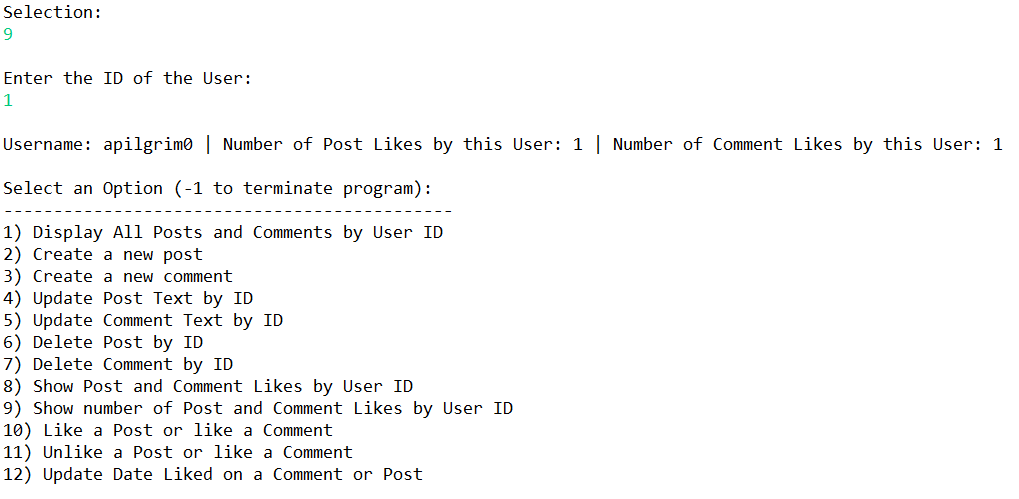 Selection:
9
Enter the ID of the User:
1
Username: apilgrim0 | Number of Post Likes by this User: 1 | Number of Comment Likes by this User: 1
Select an Option (-1 to terminate program):
---------------------------------------------
1) Display All Posts and Comments by User ID
2) Create a new post
3) Create a new comment
4) Update Post Text by ID
5) Update Comment Text by ID
6) Delete Post by ID
7) Delete Comment by ID
8) Show Post and Comment Likes by User ID
9) Show number of Post and Comment Likes by User ID
10) Like a Post or like a Comment
11) Unlike a Post or like a Comment
12) Update Date Liked on a Comment or Post